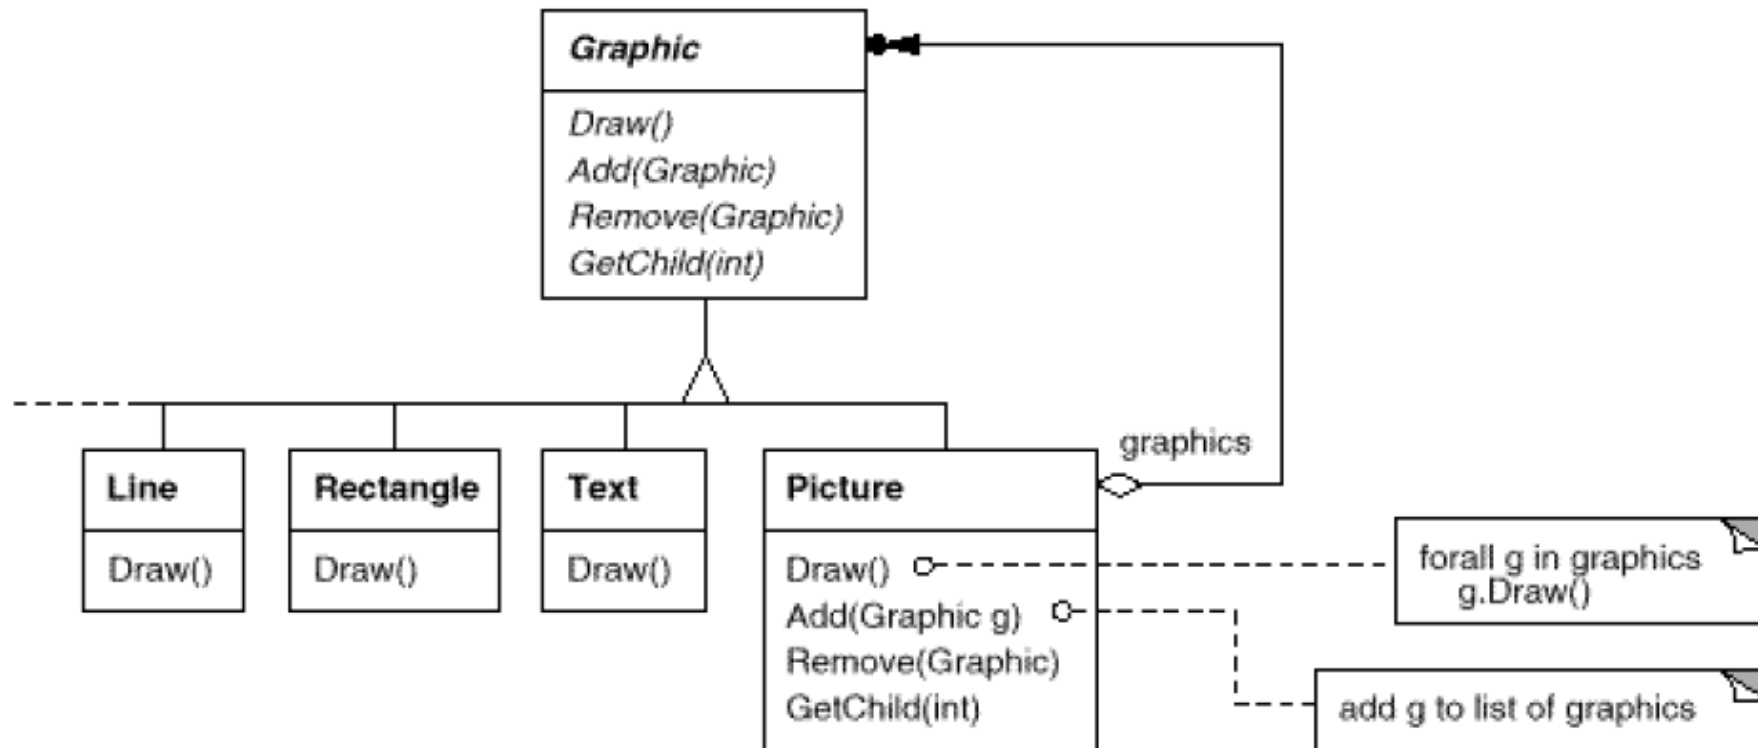 Graphic
Draw()
Add(Graphic)
Remove(Graphic)
GetChild(int)
graphics
Line
Draw()
Rectangle
Draw()
Text
Draw()
Picture
Draw()
Add(Graphic g)
Remove(Graphic)
GetChild(int)
forall g in graphics
g.Draw()
add g to list of graphics